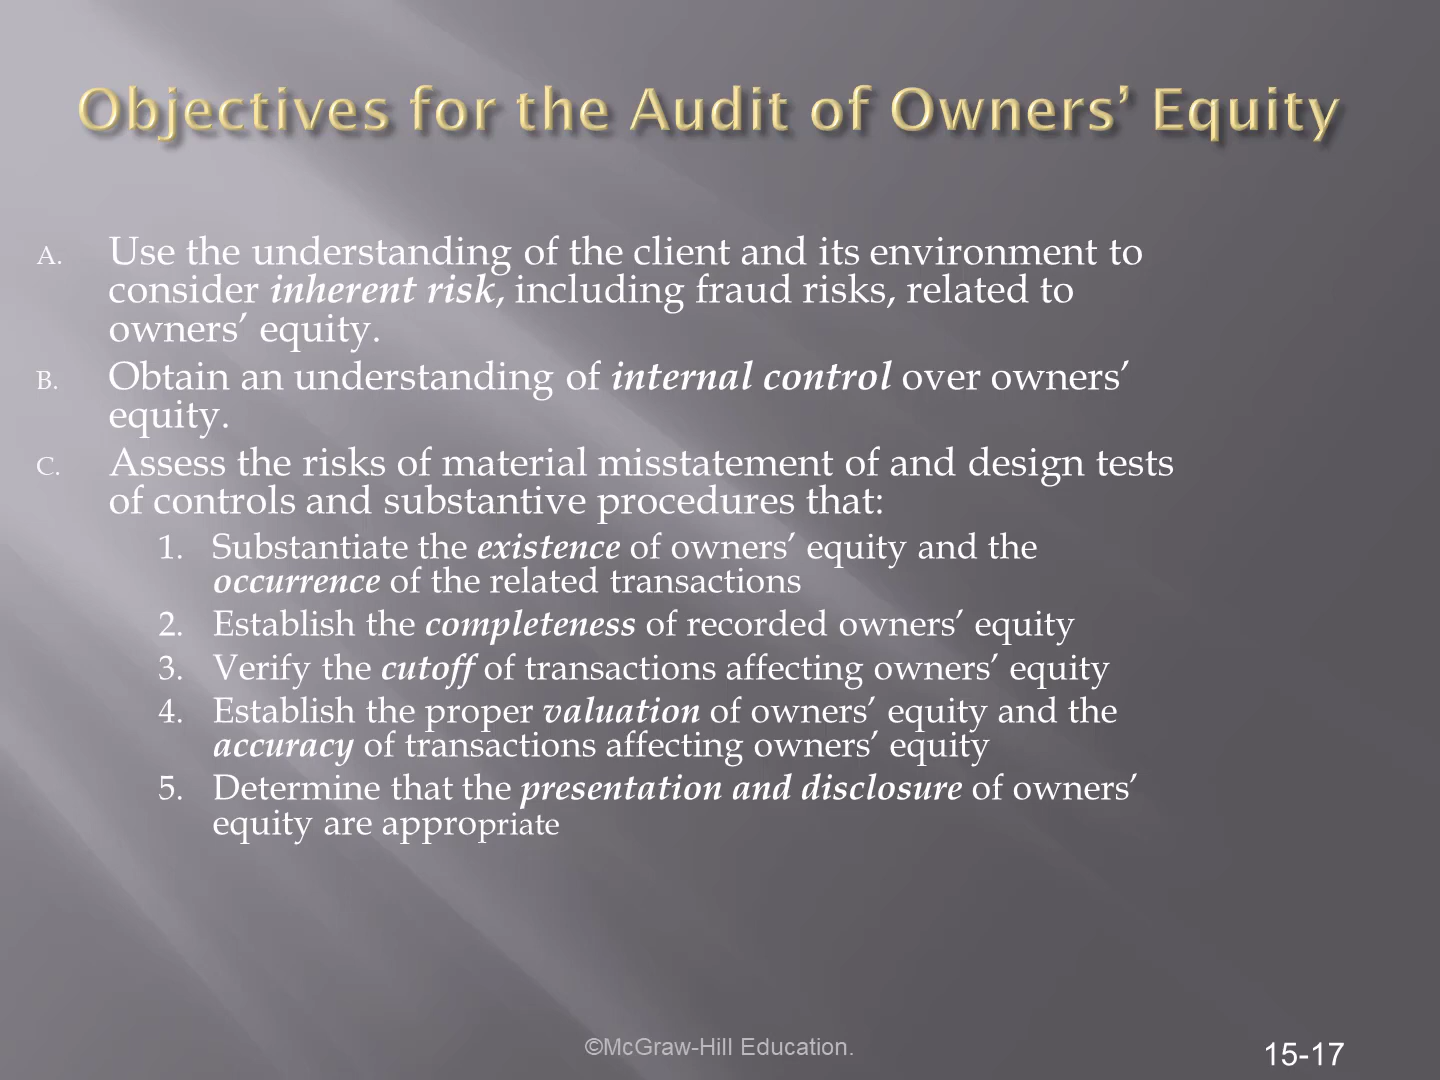 Objectives for the Audit of Owners’ Equity
A. Use the understanding of the client and its environment to
consider inherent risk, including fraud risks, related to
owners’ equity.
B. Obtain an understanding of internal control over owners’
equity.
C. Assess the risks of material misstatement of and design tests
of controls and substantive procedures that:
1. Substantiate the existence of owners’ equity and the
occurrence of the related transactions
2. Establish the completeness of recorded owners’ equity
3. Verify the cutoff of transactions affecting owners’ equity
4. Establish the proper valuation of owners’ equity and the
accuracy of transactions affecting owners’ equity
5. Determine that the presentation and disclosure of owners’
equity are appropriate
©McGraw-Hill Education.
15-17